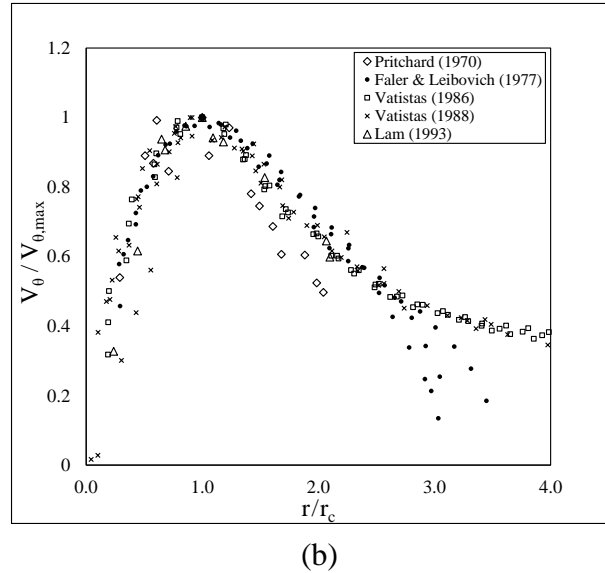 1.2
Pritchard (1970)
Faler & Leibovich (1977)
Vatistas (1986)
Vatistas (1988)
Lam (1993)
1
0.8
0.6
0.4
0.2
0
V_θ / V_θ,max
0.0 1.0 2.0 3.0 4.0
r/r_c
(b)